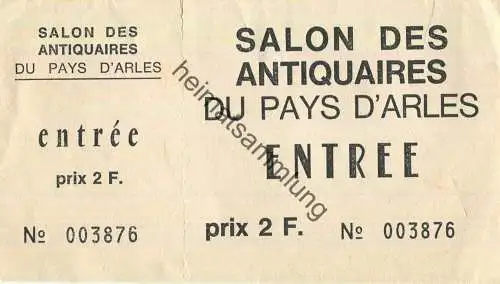 SALON DES
ANTIQUAIRES
DU PAYS D'ARLES
entrée
prix 2 F.
№ 003876
SALON DES
ANTIQUAIRES
DU PAYS D'ARLES
ENTREE
prix 2 F. № 003876
heimatsammlung